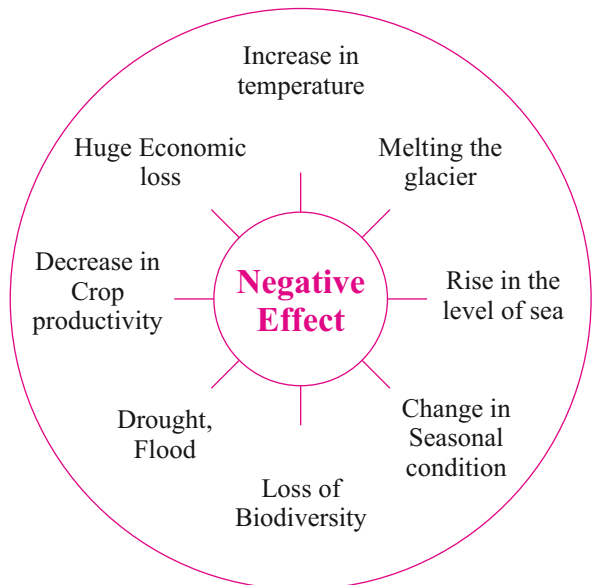 Increase in
temperature
Melting the
glacier
Rise in the
level of sea
Change in
Seasonal
condition
Loss of
Biodiversity
Drought,
Flood
Decrease in
Crop
productivity
Huge Economic
loss
Negative
Effect